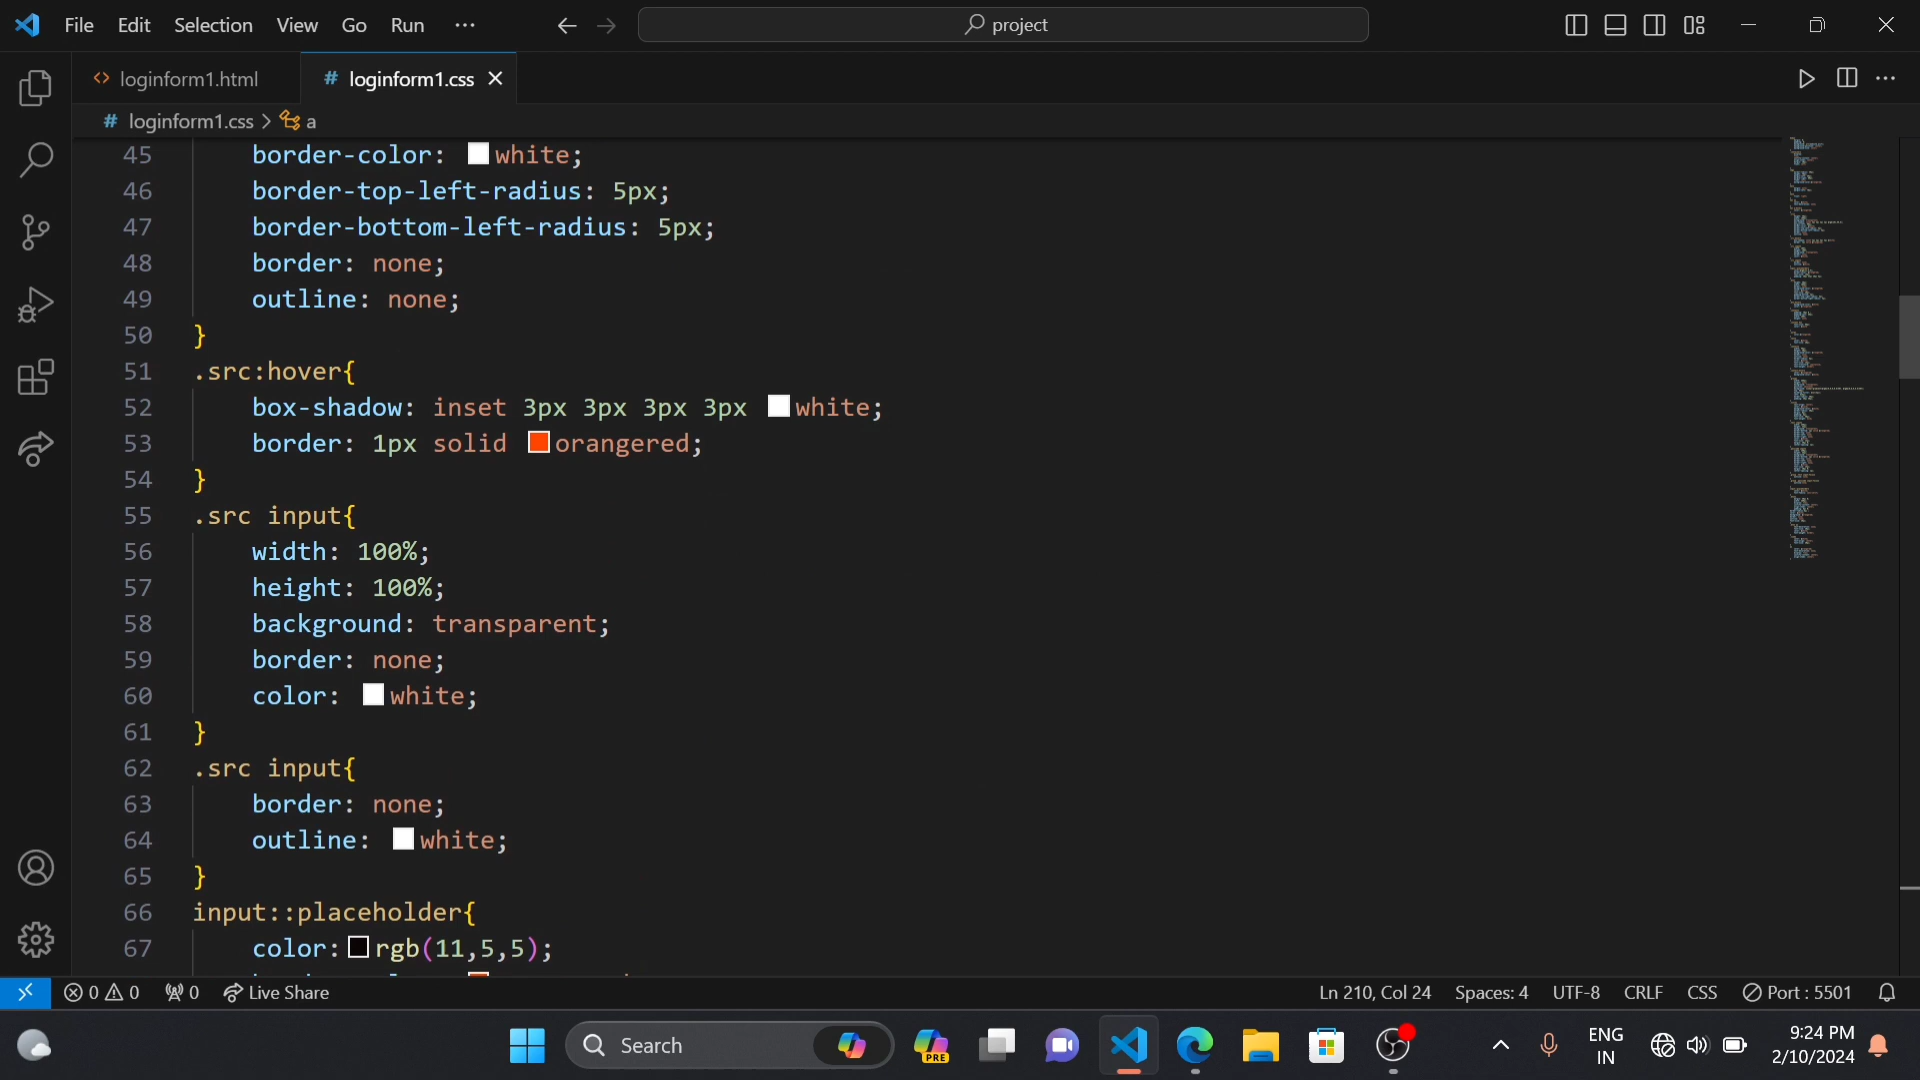 File Edit Selection View Go Run ··· project
loginform1.html # loginform1.css
# loginform1.css > a
45 border-color: white;
46 border-top-left-radius: 5px;
47 border-bottom-left-radius: 5px;
48 border: none;
49 outline: none;
50 }
51 .src:hover{
52 box-shadow: inset 3px 3px 3px 3px white;
53 border: 1px solid orangered;
54 }
55 .src input{
56 width: 100%;
57 height: 100%;
58 background: transparent;
59 border: none;
60 color: white;
61 }
62 .src input{
63 border: none;
64 outline: white;
65 }
66 input::placeholder{
67 color: rgb(11,5,5);
0 0 0 Live Share Ln 210, Col 24 Spaces: 4 UTF-8 CRLF CSS Port : 5501
Search PRE ENG IN 9:24 PM
2/10/2024